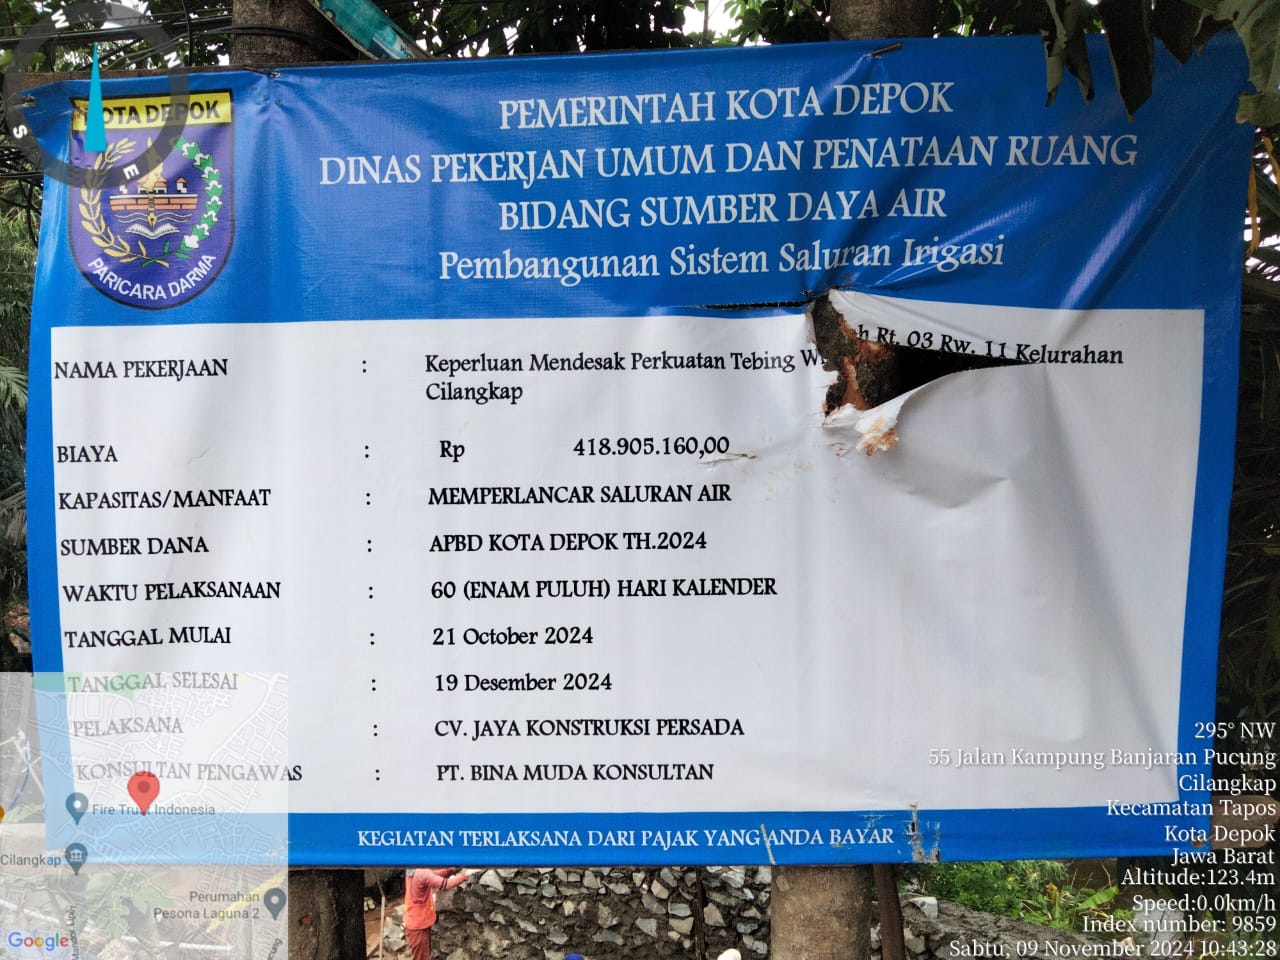 KOTA DEPOK
PARICARA DARMA
PEMERINTAH KOTA DEPOK
DINAS PEKERJAN UMUM DAN PENATAAN RUANG
BIDANG SUMBER DAYA AIR
Pembangunan Sistem Saluran Irigasi
NAMA PEKERJAAN : Keperluan Mendesak Perkuatan Tebing Rt. 03 Rw. 11 Kelurahan
Cilangkap
BIAYA : Rp 418.905.160,00
KAPASITAS/MANFAAT : MEMPERLANCAR SALURAN AIR
SUMBER DANA : APBD KOTA DEPOK TH.2024
WAKTU PELAKSANAAN : 60 (ENAM PULUH) HARI KALENDER
TANGGAL MULAI : 21 October 2024
TANGGAL SELESAI : 19 Desember 2024
PELAKSANA : CV. JAYA KONSTRUKSI PERSADA
KONSULTAN PENGAWAS : PT. BINA MUDA KONSULTAN
KEGIATAN TERLAKSANA DARI PAJAK YANG ANDA BAYAR
Fire Trust Indonesia
Cilangkap
Perumahan
Pesona Laguna 2
Google
295° NW
55 Jalan Kampung Banjaran Pucung
Cilangkap
Kecamatan Tapos
Kota Depok
Jawa Barat
Altitude:123.4m
Speed:0.0km/h
Index number: 9859
Sabtu, 09 November 2024 10:43:28